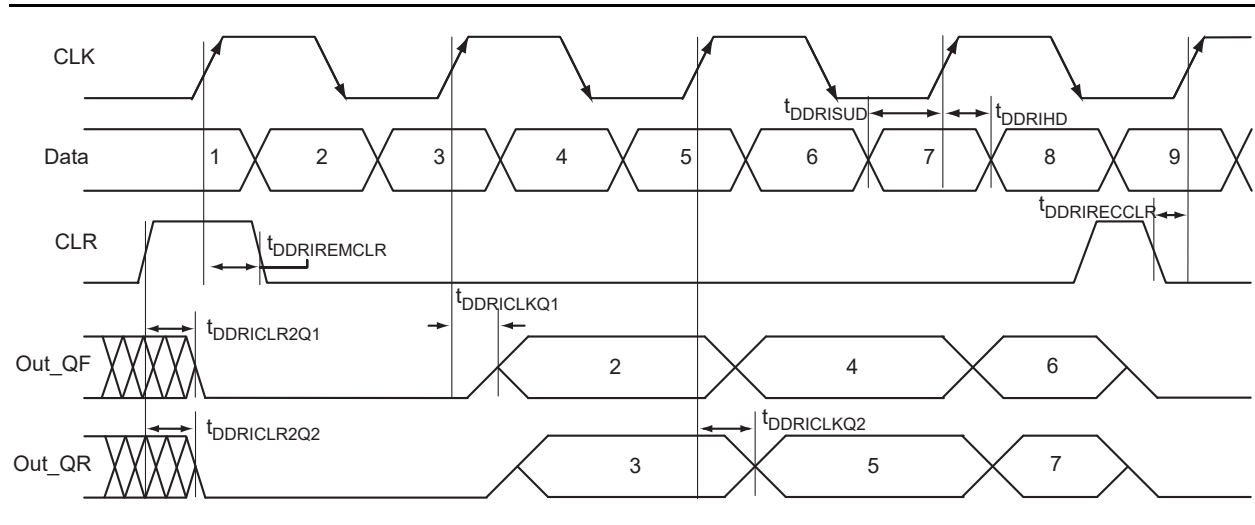 CLK
tDDRISUD
tDDRIHD
Data
1 2 3 4 5 6 7 8 9
tDDRIRECCLR
CLR
tDDRIREMCLR
tDDRICLKQ1
tDDRICLR2Q1
Out_QF
2 4 6
tDDRICLR2Q2
tDDRICLKQ2
Out_QR
3 5 7